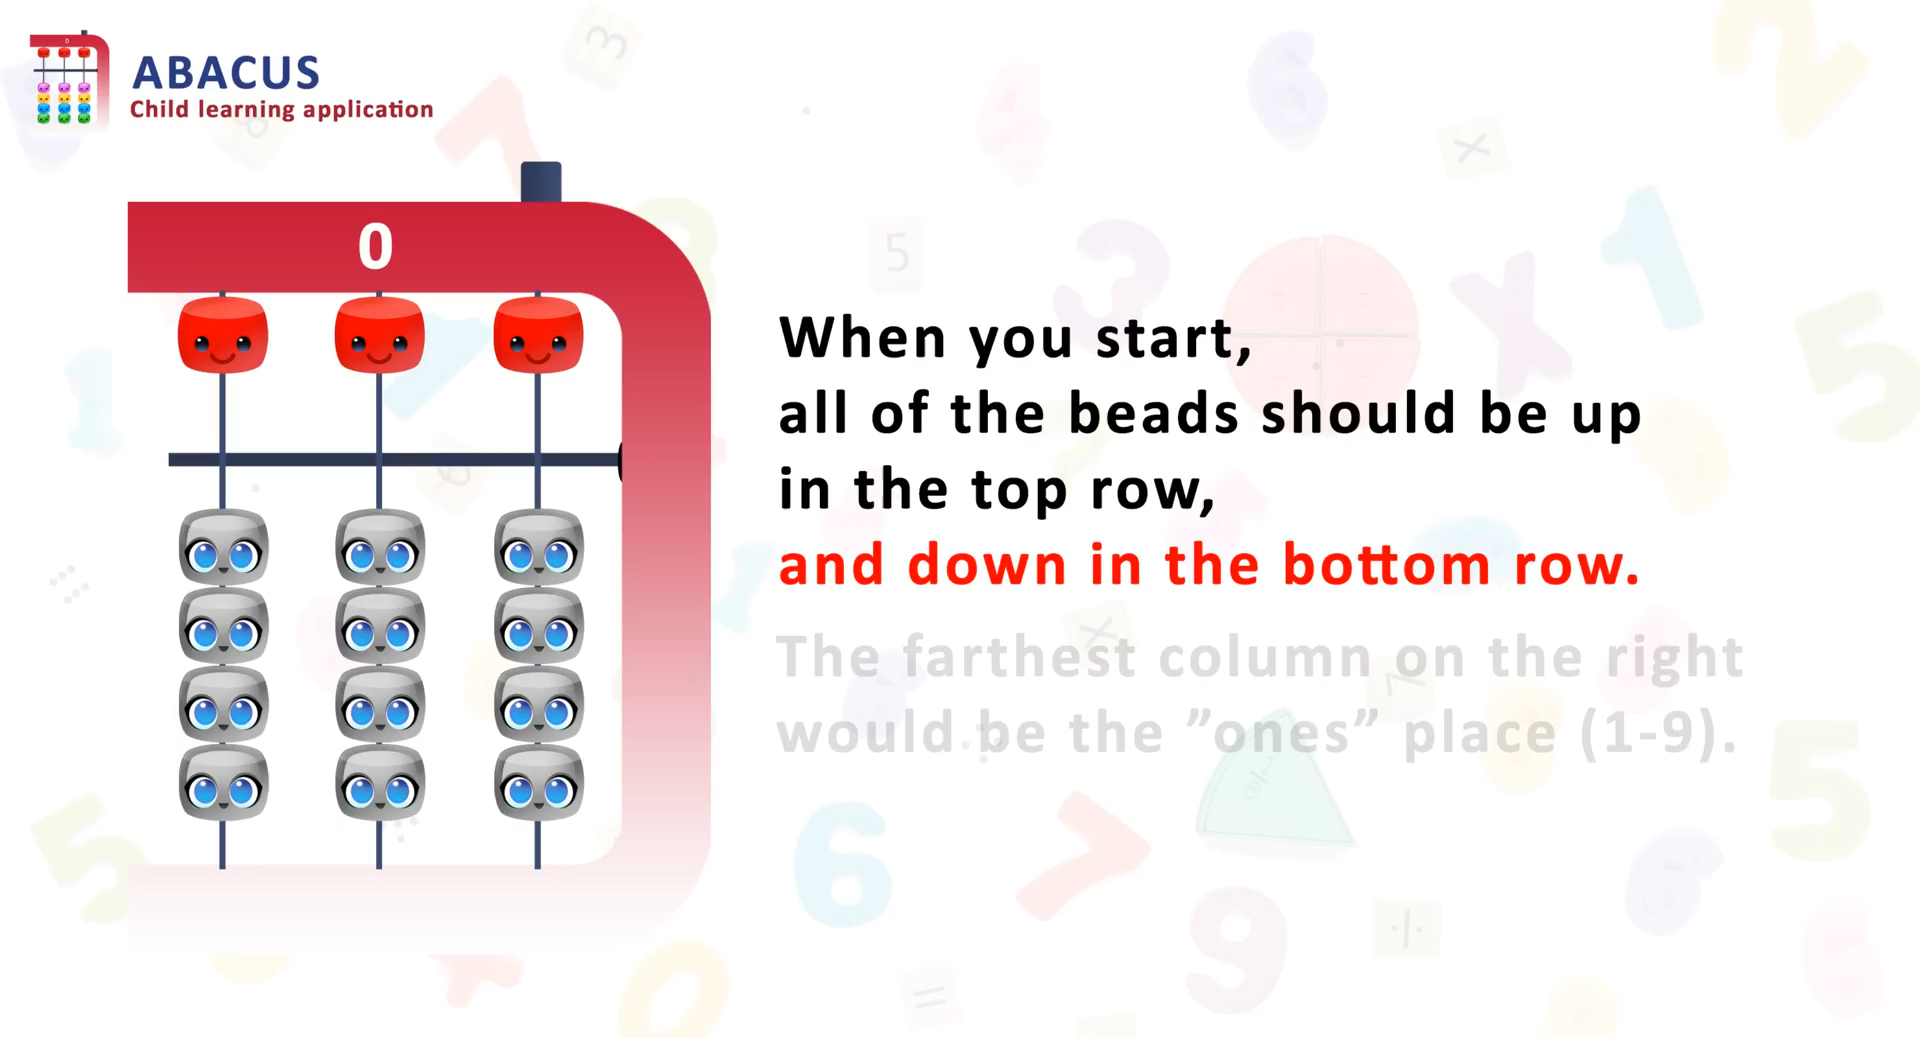 ABACUS
Child learning application
0
When you start,
all of the beads should be up
in the top row,
and down in the bottom row.
The farthest column on the right
would be the ”ones” place (1-9).